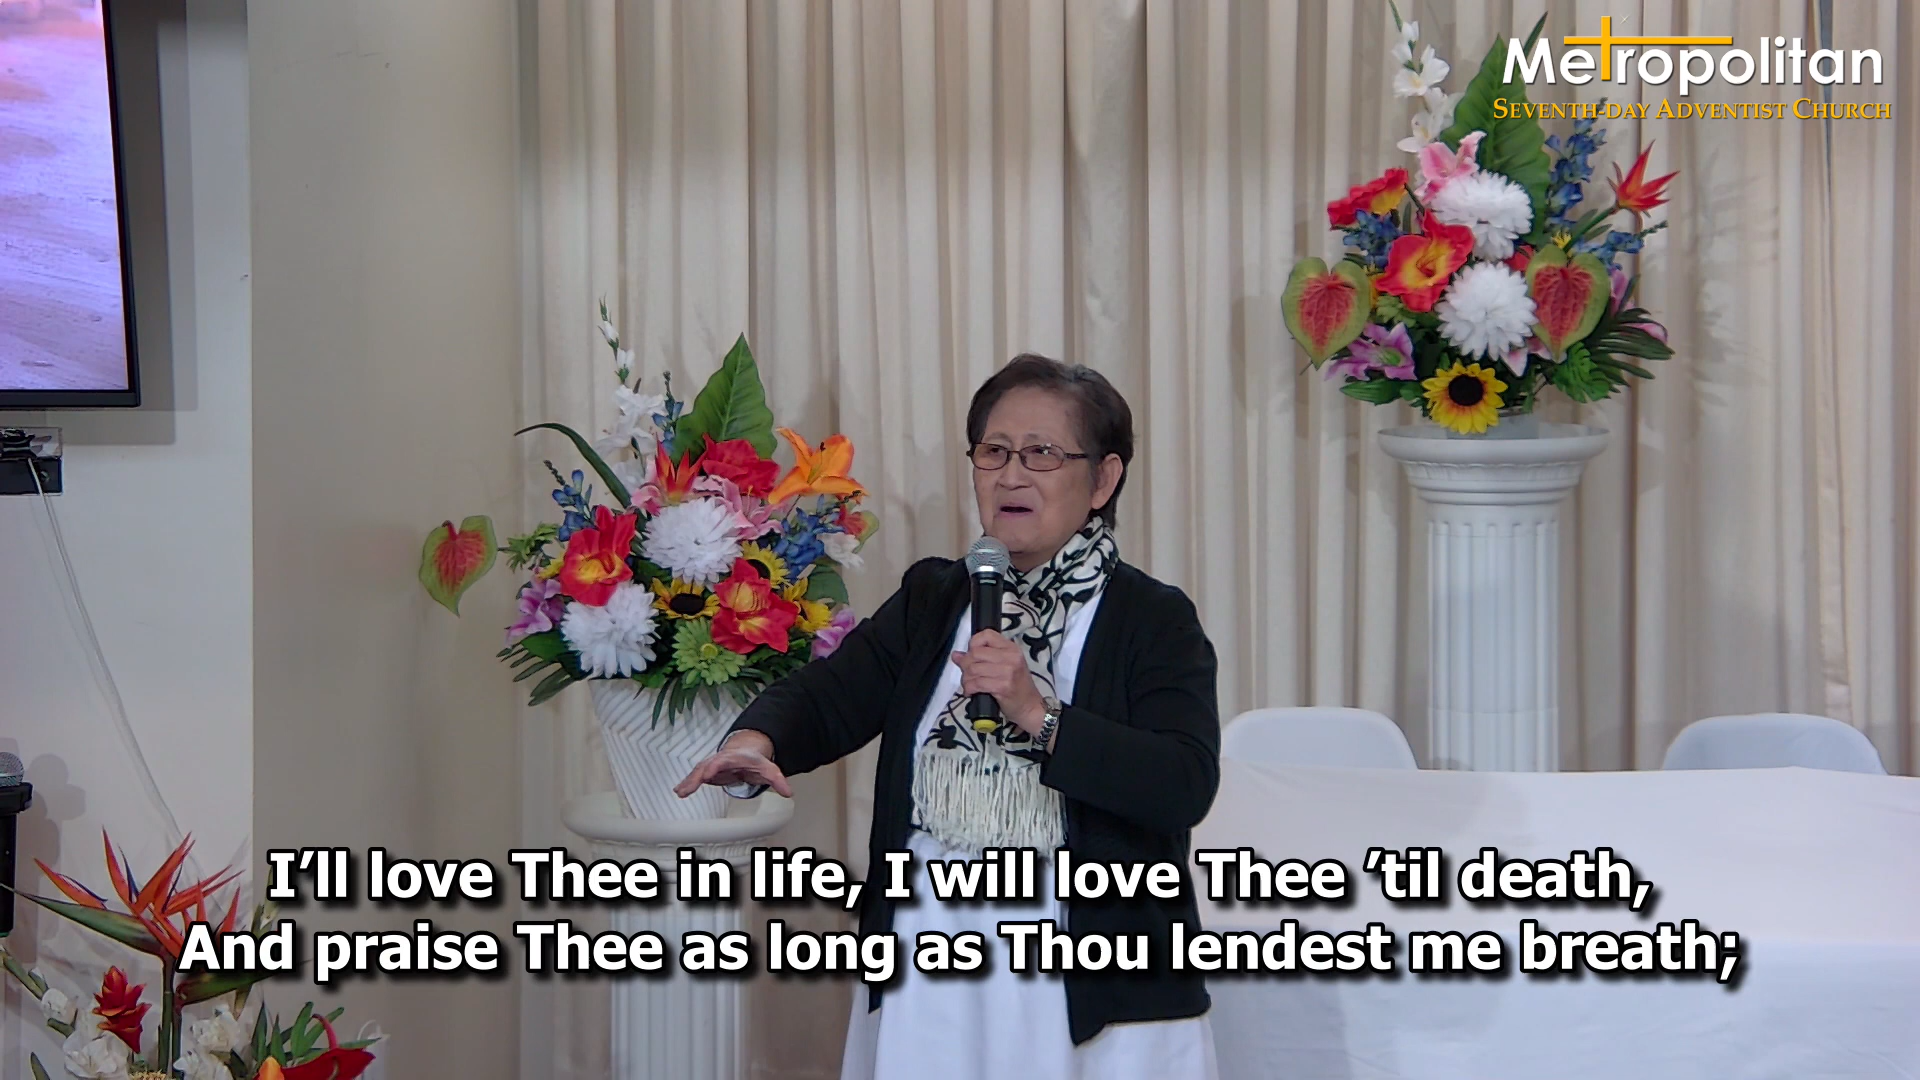 Metropolitan
SEVENTH-DAY ADVENTIST CHURCH
I’ll love Thee in life, I will love Thee ’til death,
And praise Thee as long as Thou lendest me breath;